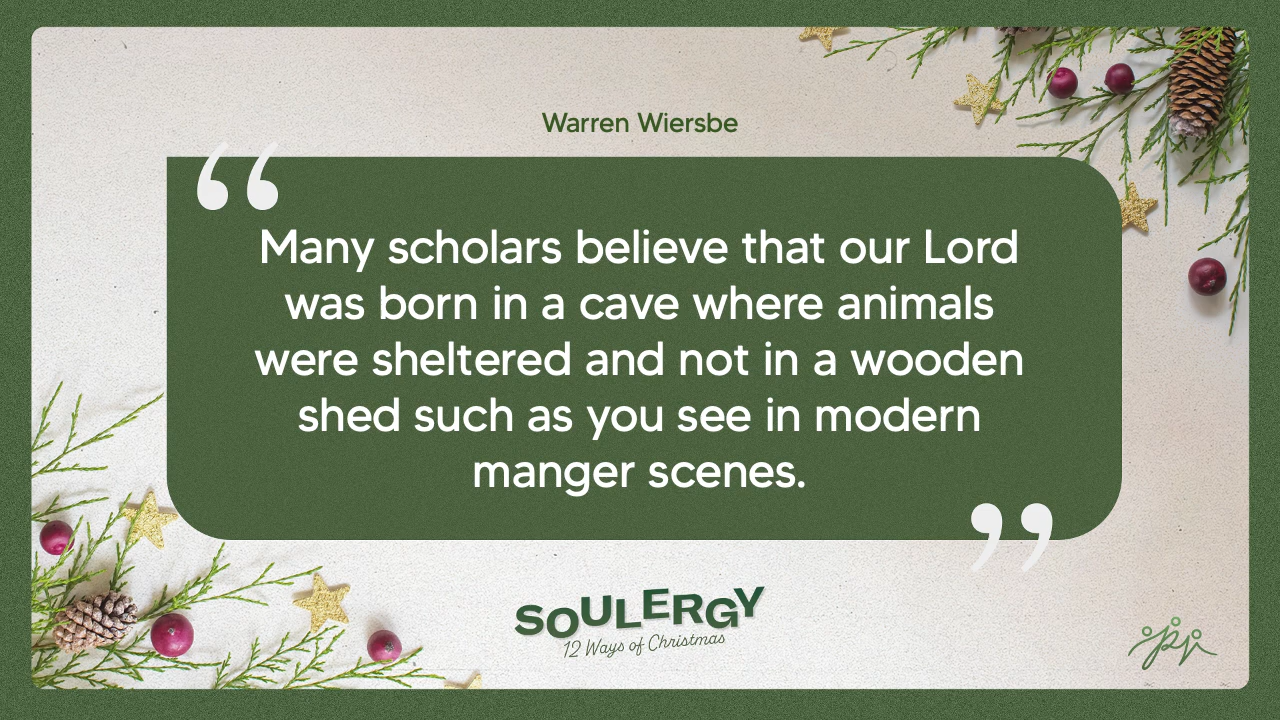 Warren Wiersbe
“
Many scholars believe that our Lord
was born in a cave where animals
were sheltered and not in a wooden
shed such as you see in modern
manger scenes.
”
SOULERGY
12 Ways of Christmas